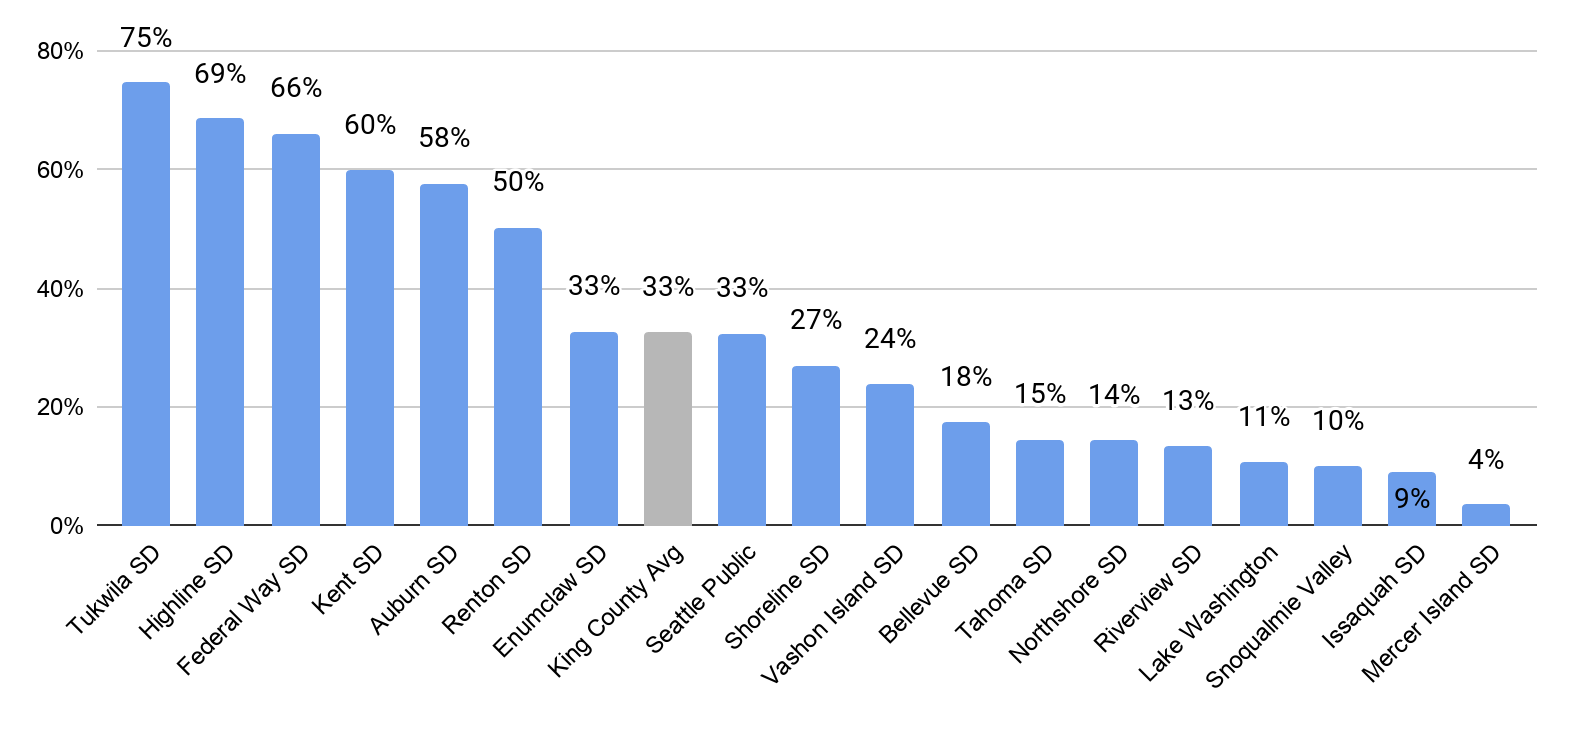 75%
69%
66%
60%
58%
50%
33%
33%
33%
27%
24%
18%
15%
14%
13%
11%
10%
9%
4%
80%
60%
40%
20%
0%
Tukwila SD
Highline SD
Federal Way SD
Kent SD
Auburn SD
Renton SD
Enumclaw SD
King County Avg
Seattle Public
Shoreline SD
Vashon Island SD
Bellevue SD
Tahoma SD
Northshore SD
Riverview SD
Lake Washington
Snoqualmie Valley
Issaquah SD
Mercer Island SD